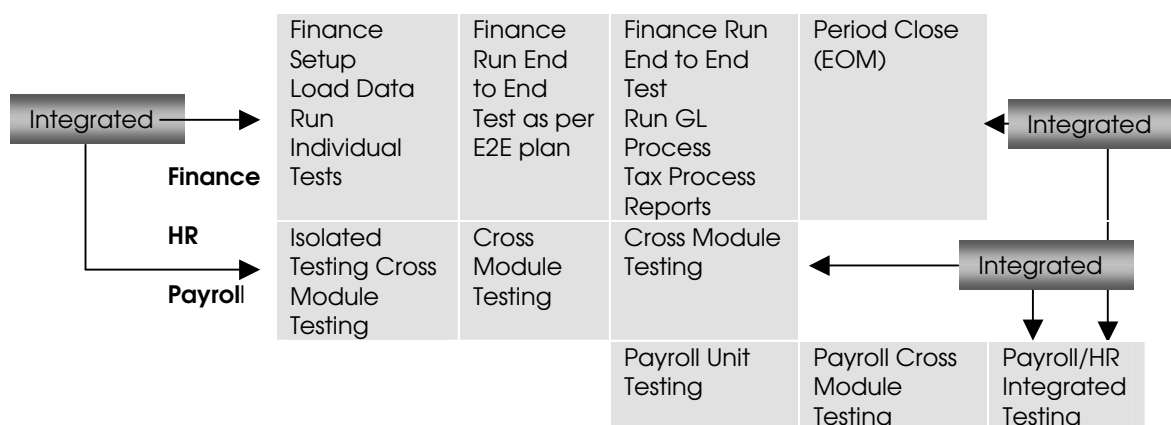 Finance
Setup
Load Data
Run
Individual
Tests
Finance
Run End
to End
Test as per
E2E plan
Finance Run
End to End
Test
Run GL
Process
Tax Process
Reports
Period Close
(EOM)
Integrated
Integrated
Finance
HR
Payroll
Isolated
Testing Cross
Module
Testing
Cross
Module
Testing
Cross Module
Testing
Integrated
Payroll Unit
Testing
Payroll Cross
Module
Testing
Payroll/HR
Integrated
Testing